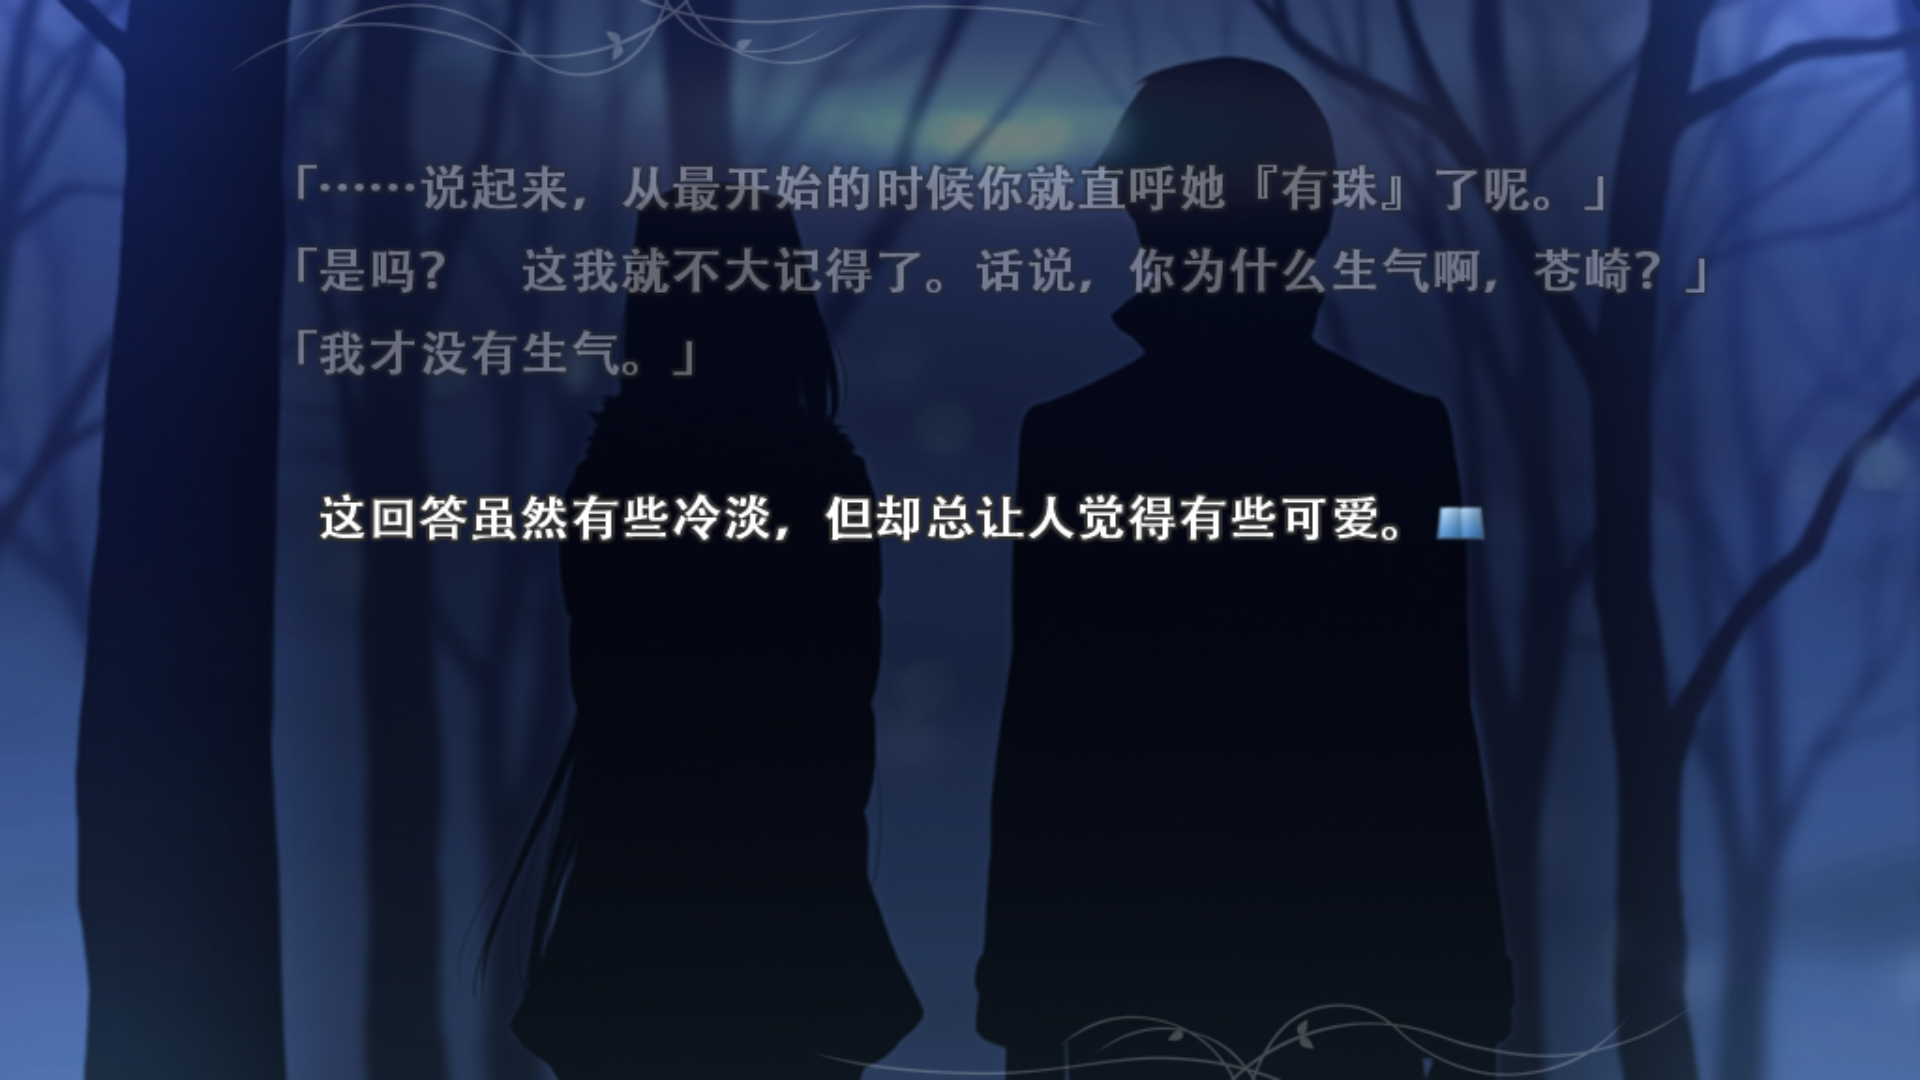 「……说起来，从最开始的时候你就直呼她『有珠』了呢。」
「是吗？　这我就不大记得了。话说，你为什么生气啊，苍崎？」
「我才没有生气。」
这回答虽然有些冷淡，但却总让人觉得有些可爱。